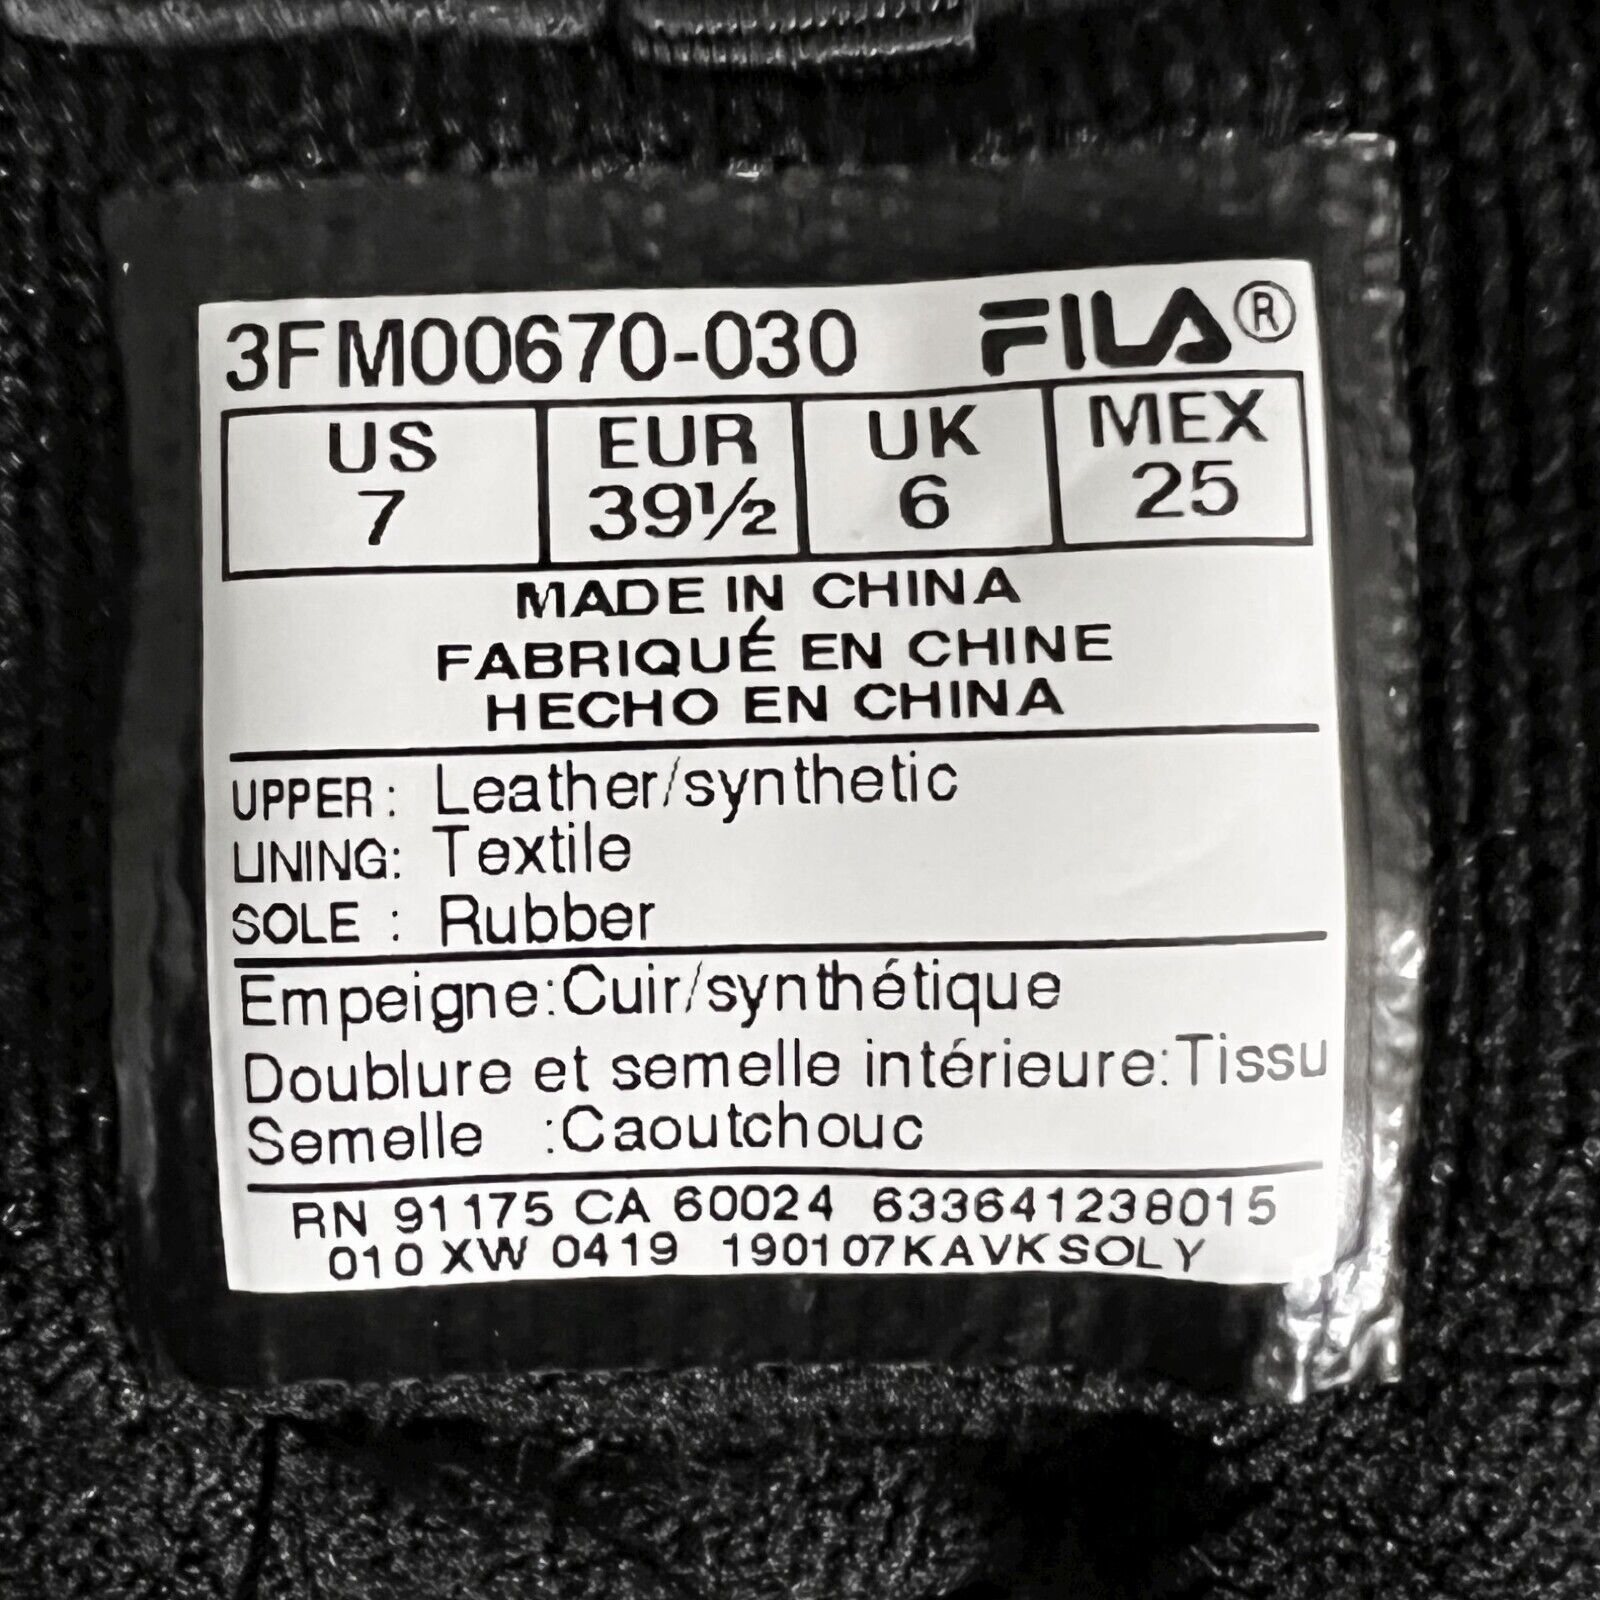 3FM00670-030 FILA®
US EUR UK MEX
7 39½ 6 25
MADE IN CHINA
FABRIQUÉ EN CHINE
HECHO EN CHINA
UPPER: Leather/synthetic
LINING: Textile
SOLE : Rubber
Empeigne:Cuir/synthétique
Doublure et semelle intérieure:Tissu
Semelle :Caoutchouc
RN 91175 CA 60024 633641238015
010 XW 0419 190107KAVKSOLY